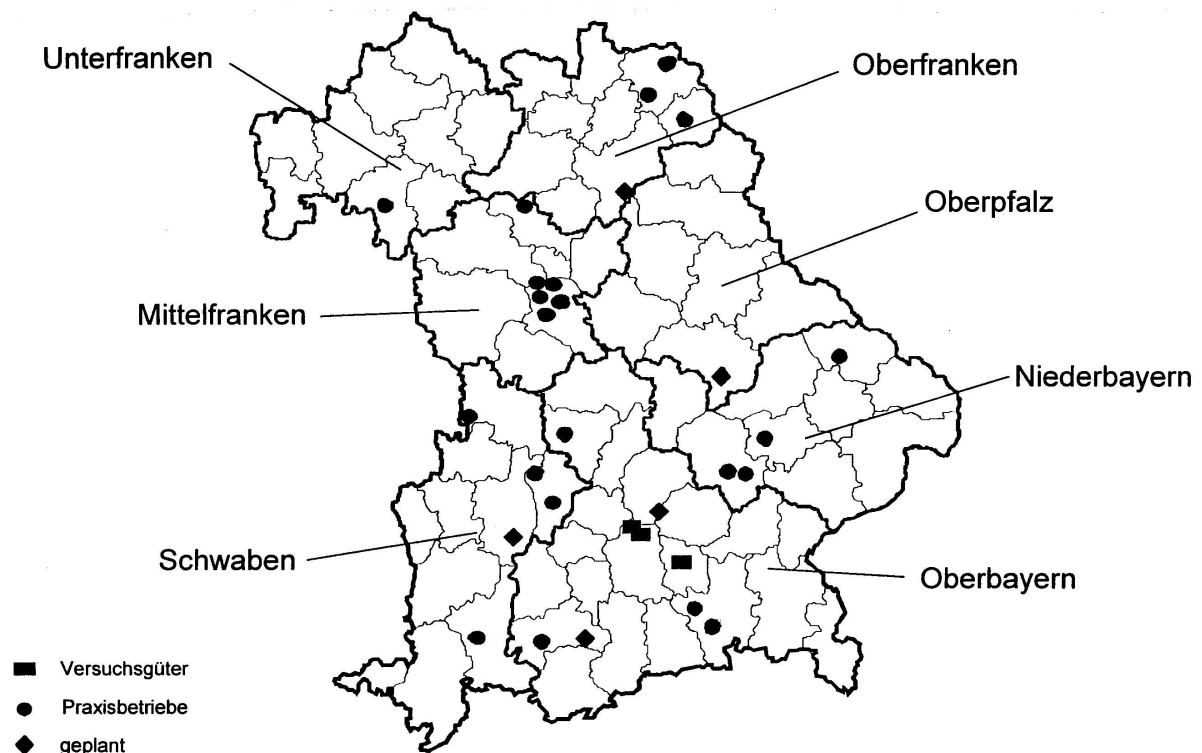 Unterfranken
Oberfranken
Oberpfalz
Mittelfranken
Niederbayern
Schwaben
Oberbayern
Versuchsgüter
Praxisbetriebe
geplant